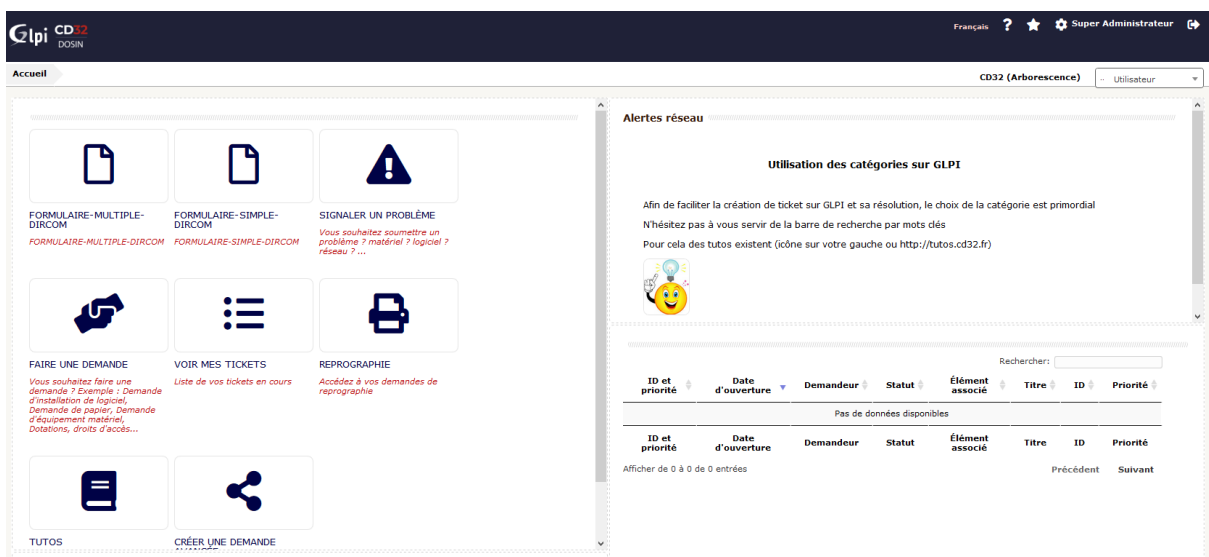 Glpi CD32
DOSIN
Français ? Super Administrateur
Accueil
CD32 (Arborescence) Utilisateur
FORMULAIRE-MULTIPLE-
DIRCOM
FORMULAIRE-MULTIPLE-DIRCOM
FORMULAIRE-SIMPLE-
DIRCOM
FORMULAIRE-SIMPLE-DIRCOM
SIGNALER UN PROBLÈME
Vous souhaitez soumettre un
problème ? matériel ? logiciel ?
réseau ? ...
FAIRE UNE DEMANDE
Vous souhaitez faire une
demande ? Exemple : Demande
d'installation de logiciel,
Demande de papier, Demande
d'équipement matériel,
Dotations, droits d'accès...
VOIR MES TICKETS
Liste de vos tickets en cours
REPROGRAPHIE
Accédez à vos demandes de
reprographie
TUTOS
CRÉER UNE DEMANDE
AVANCÉE
Alertes réseau
Utilisation des catégories sur GLPI
Afin de faciliter la création de ticket sur GLPI et sa résolution, le choix de la catégorie est primordial
N'hésitez pas à vous servir de la barre de recherche par mots clés
Pour cela des tutos existent (icône sur votre gauche ou http://tutos.cd32.fr)
Rechercher:
ID et priorité Date d'ouverture Demandeur Statut Élément associé Titre ID Priorité
Pas de données disponibles
ID et priorité Date d'ouverture Demandeur Statut Élément associé Titre ID Priorité
Afficher de 0 à 0 de 0 entrées
Précédent Suivant